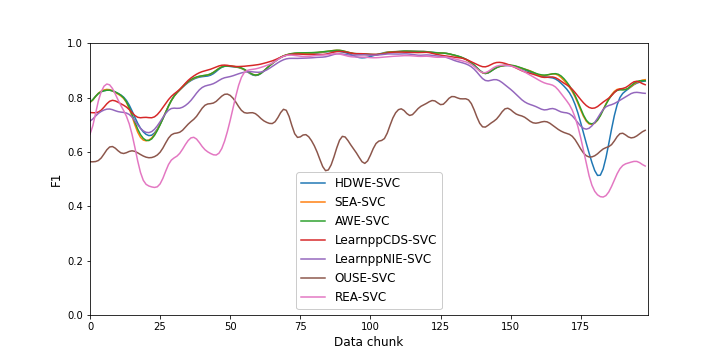 1.0
0.8
0.6
0.4
0.2
0.0
F1
HDWE-SVC
SEA-SVC
AWE-SVC
LearnppCDS-SVC
LearnppNIE-SVC
OUSE-SVC
REA-SVC
0 25 50 75 100 125 150 175
Data chunk